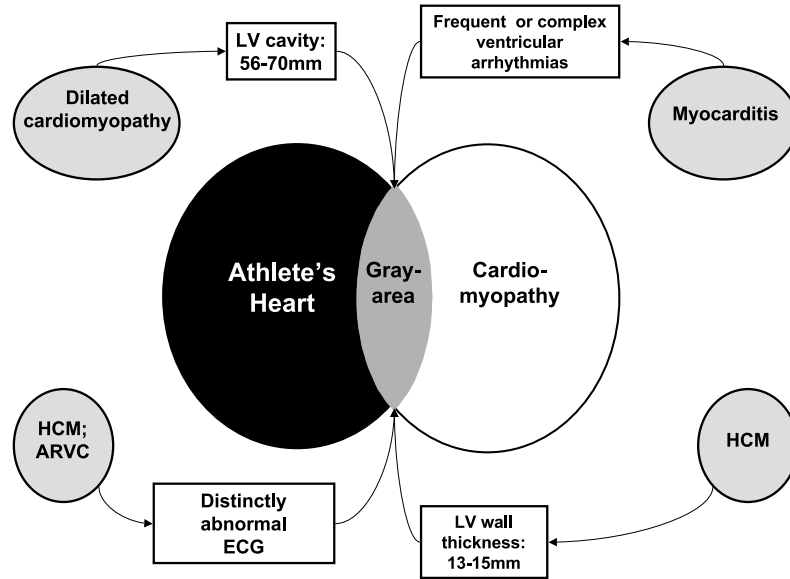 LV cavity:
56-70mm
Frequent or complex
ventricular
arrhythmias
Dilated
cardiomyopathy
Myocarditis
Athlete’s
Heart
Gray-
area
Cardio-
myopathy
HCM;
ARVC
HCM
Distinctly
abnormal
ECG
LV wall
thickness:
13-15mm